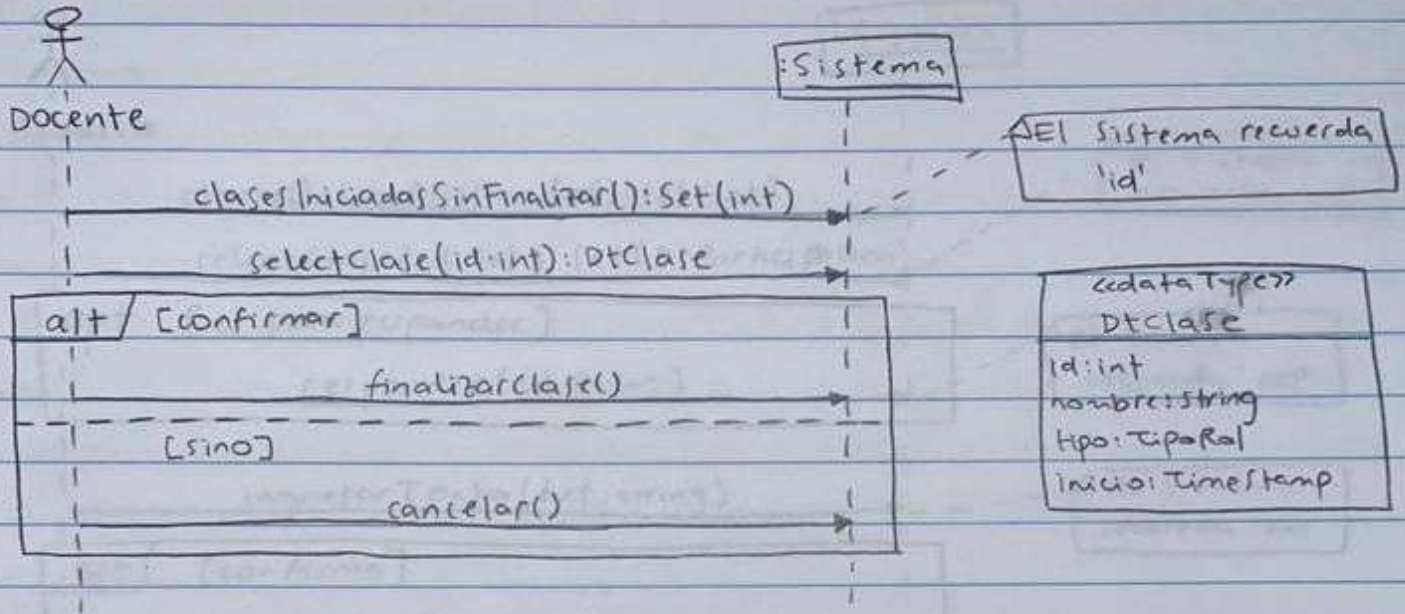 :Sistema
Docente
El sistema recuerda
'id'
clasesIniciadasSinFinalizar():Set(int)
selectClase(id:int):DtClase
alt [confirmar]
finalizarClase()
[sino]
cancelar()
<<dataType>>
DtClase
id:int
nombre:string
tipo:TipoRol
inicio:Timestamp